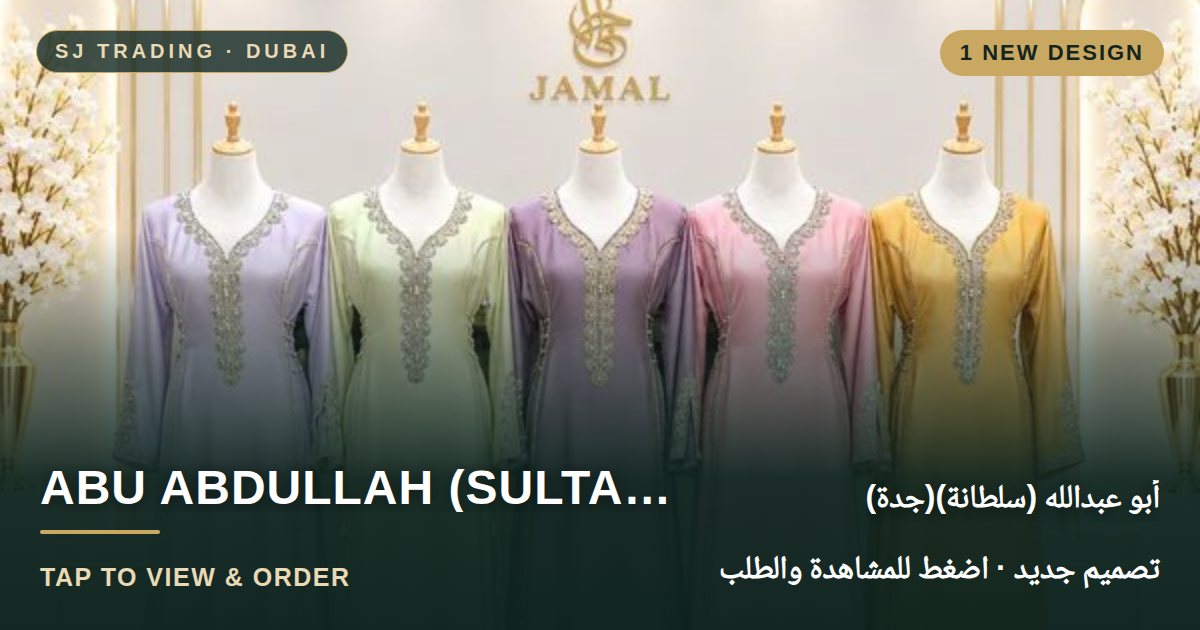 SJ TRADING · DUBAI
1 NEW DESIGN
JAMAL
ABU ABDULLAH (SULTA...
أبو عبدالله (سلطانة)(جدة)
TAP TO VIEW & ORDER
تصميم جديد · اضغط للمشاهدة والطلب